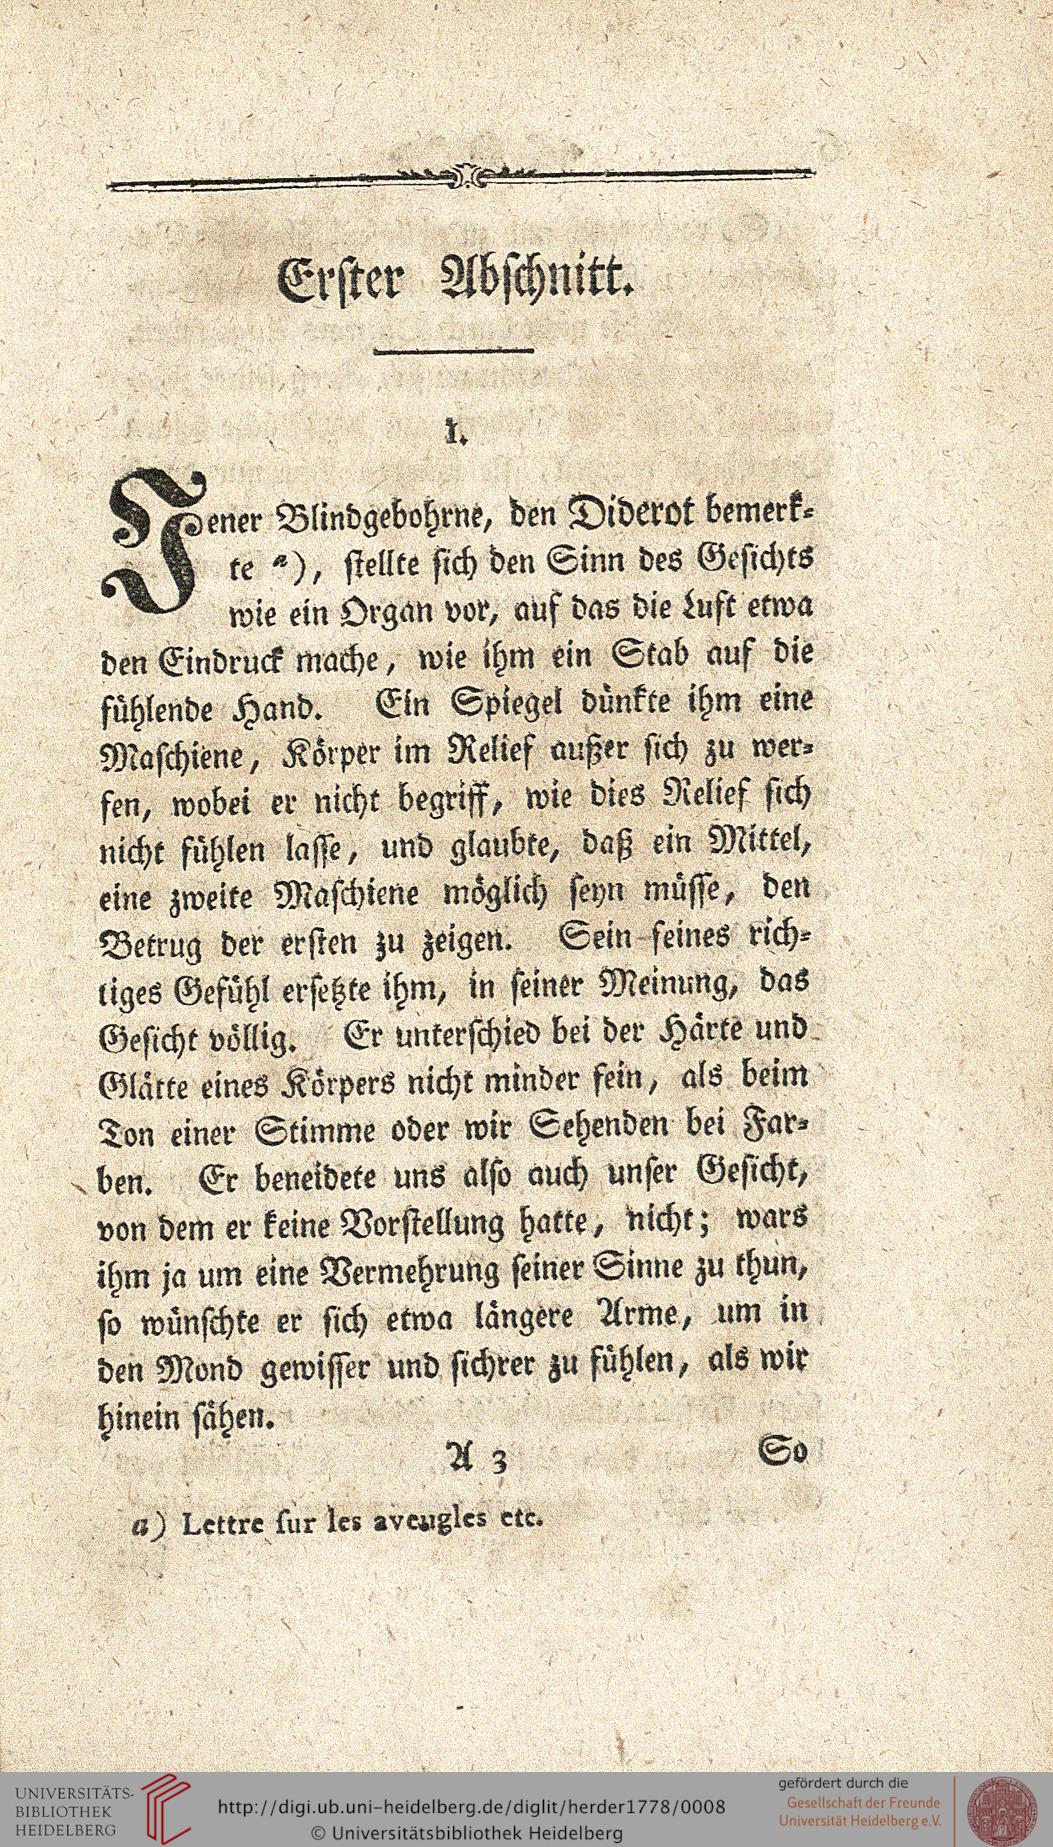 Erſter Abſchnitt.
1.
Jener Blindgebohrne, den Diderot bemerk⸗
te ᵃ), ſtellte ſich den Sinn des Geſichts
wie ein Organ vor, auf das die Luft etwa
den Eindruck mache, wie ihm ein Stab auf die
fühlende Hand. Ein Spiegel dünkte ihm eine
Maſchiene, Körper im Relief außer ſich zu wer⸗
fen, wobei er nicht begriff, wie dies Relief ſich
nicht fühlen laſſe, und glaubte, daß ein Mittel,
eine zweite Maſchiene möglich ſeyn müſſe, den
Betrug der erſten zu zeigen. Sein feines rich⸗
tiges Gefühl erſetzte ihm, in ſeiner Meinung, das
Geſicht völlig. Er unterſchied bei der Härte und
Glätte eines Körpers nicht minder fein, als beim
Ton einer Stimme oder wir Sehenden bei Far⸗
ben. Er beneidete uns alſo auch unſer Geſicht,
von dem er keine Vorſtellung hatte, nicht; wars
ihm ja um eine Vermehrung ſeiner Sinne zu thun,
ſo wünſchte er ſich etwa längere Arme, um in
den Mond gewiſſer und ſichrer zu fühlen, als wir
hinein ſähen.
A 3 So
a) Lettre ſur les aveugles etc.
UNIVERSITÄTS-
BIBLIOTHEK
HEIDELBERG
http://digi.ub.uni-heidelberg.de/diglit/herder1778/0008
© Universitätsbibliothek Heidelberg
gefördert durch die
Gesellschaft der Freunde
Universität Heidelberg e.V.